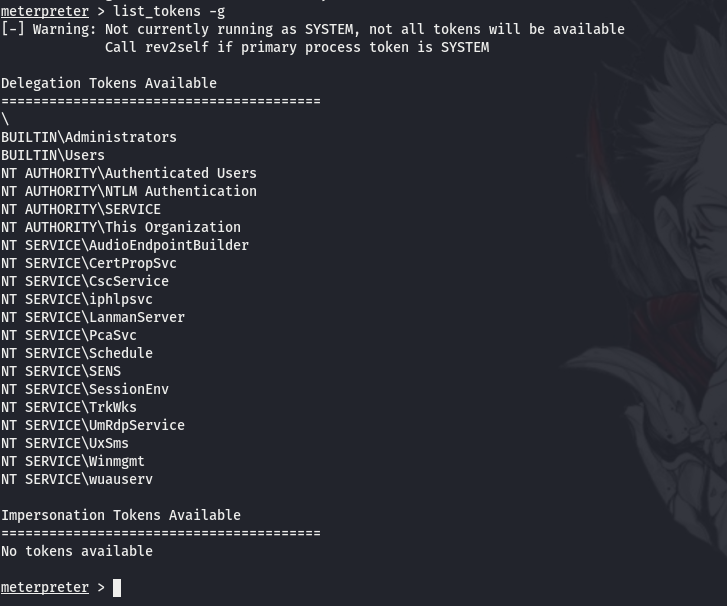 meterpreter > list_tokens -g
[-] Warning: Not currently running as SYSTEM, not all tokens will be available
             Call rev2self if primary process token is SYSTEM

Delegation Tokens Available
========================================
\
BUILTIN\Administrators
BUILTIN\Users
NT AUTHORITY\Authenticated Users
NT AUTHORITY\NTLM Authentication
NT AUTHORITY\SERVICE
NT AUTHORITY\This Organization
NT SERVICE\AudioEndpointBuilder
NT SERVICE\CertPropSvc
NT SERVICE\CscService
NT SERVICE\iphlpsvc
NT SERVICE\LanmanServer
NT SERVICE\PcaSvc
NT SERVICE\Schedule
NT SERVICE\SENS
NT SERVICE\SessionEnv
NT SERVICE\TrkWks
NT SERVICE\UmRdpService
NT SERVICE\UxSms
NT SERVICE\Winmgmt
NT SERVICE\wuauserv

Impersonation Tokens Available
========================================
No tokens available

meterpreter >